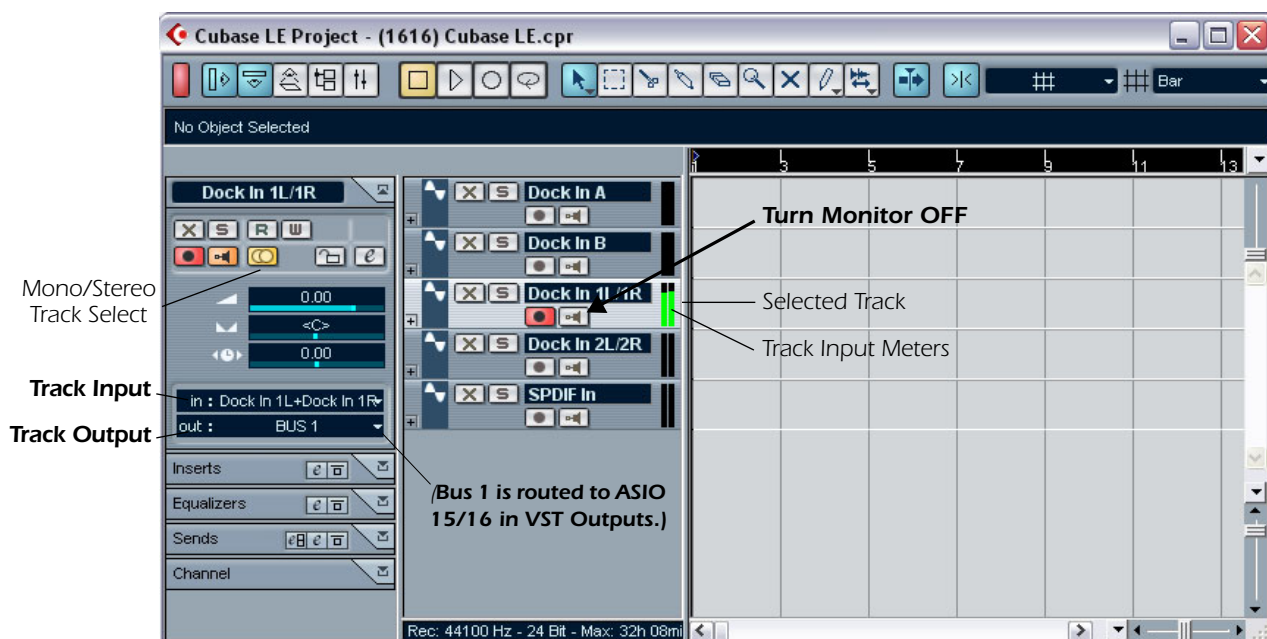 Cubase LE Project - (1616) Cubase LE.cpr
Bar
No Object Selected
1 3 5 7 9 11 13
Dock In 1L/1R
X S R W
e
0.00
<C>
0.00
in : Dock In 1L+Dock In 1R
out : BUS 1
Inserts e
Equalizers e
Sends e e
Channel
X S Dock In A
X S Dock In B
X S Dock In 1L/1R
X S Dock In 2L/2R
X S SPDIF In
Rec: 44100 Hz - 24 Bit - Max: 32h 08mi
Mono/Stereo
Track Select
Track Input
Track Output
Turn Monitor OFF
Selected Track
Track Input Meters
(Bus 1 is routed to ASIO
15/16 in VST Outputs.)